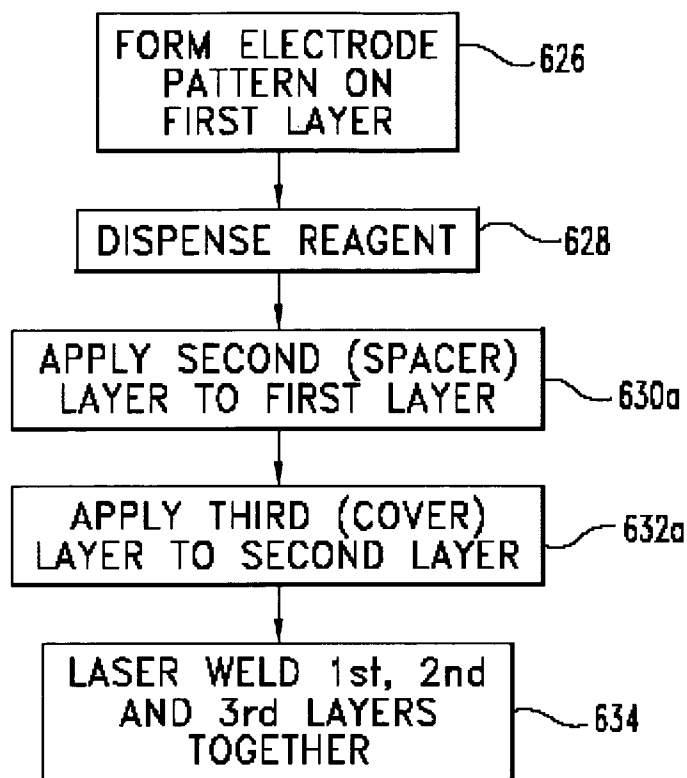 FORM ELECTRODE
PATTERN ON
FIRST LAYER
626
DISPENSE REAGENT
628
APPLY SECOND (SPACER)
LAYER TO FIRST LAYER
630a
APPLY THIRD (COVER)
LAYER TO SECOND LAYER
632a
LASER WELD 1st, 2nd
AND 3rd LAYERS
TOGETHER
634